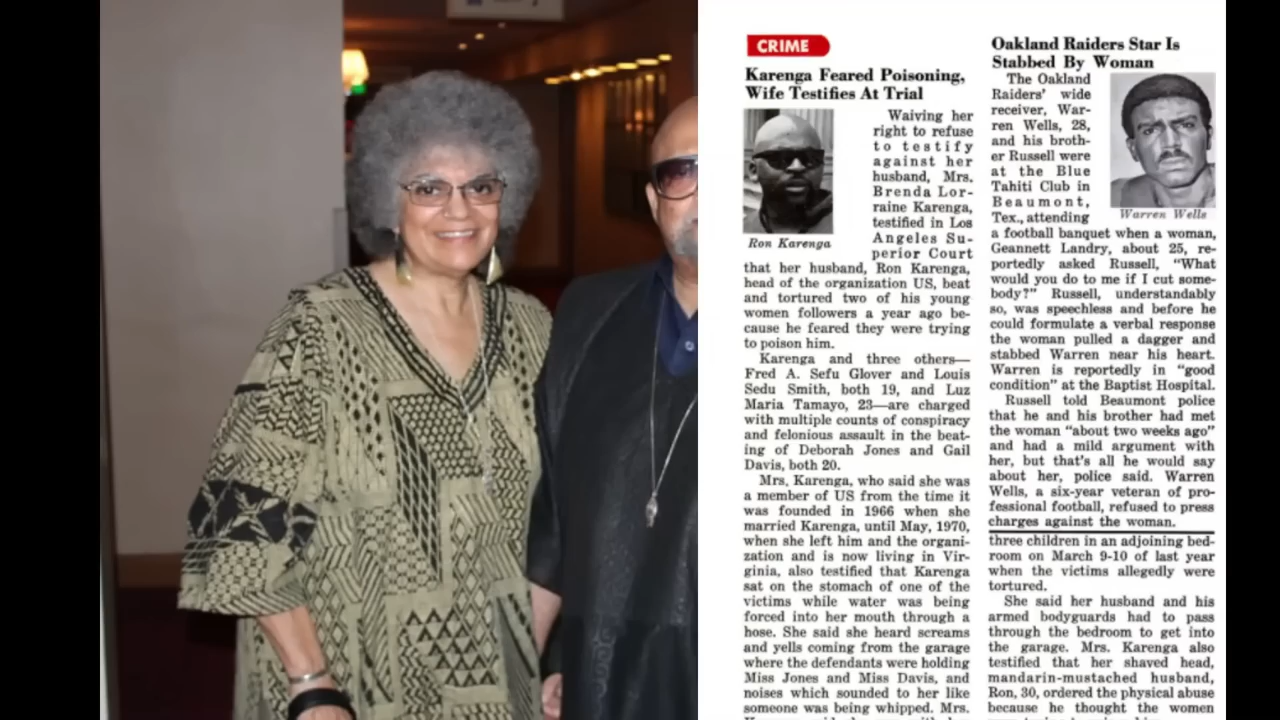 CRIME
Karenga Feared Poisoning,
Wife Testifies At Trial
Waiving her
right to refuse
to testify
against her
husband, Mrs.
Brenda Lor-
raine Karenga,
testified in Los
Angeles Su-
perior Court
Ron Karenga
that her husband, Ron Karenga,
head of the organization US, beat
and tortured two of his young
women followers a year ago be-
cause he feared they were trying
to poison him.
Karenga and three others—
Fred A. Sefu Glover and Louis
Sedu Smith, both 19, and Luz
Maria Tamayo, 23—are charged
with multiple counts of conspiracy
and felonious assault in the beat-
ing of Deborah Jones and Gail
Davis, both 20.
Mrs. Karenga, who said she was
a member of US from the time it
was founded in 1966 when she
married Karenga, until May, 1970,
when she left him and the organi-
zation and is now living in Vir-
ginia, also testified that Karenga
sat on the stomach of one of the
victims while water was being
forced into her mouth through a
hose. She said she heard screams
and yells coming from the garage
where the defendants were holding
Miss Jones and Miss Davis, and
noises which sounded to her like
someone was being whipped. Mrs.
Oakland Raiders Star Is
Stabbed By Woman
The Oakland
Raiders' wide
receiver, War-
ren Wells, 28,
and his broth-
er Russell were
at the Blue
Tahiti Club in
Beaumont,
Tex., attending
Warren Wells
a football banquet when a woman,
Geannett Landry, about 25, re-
portedly asked Russell, “What
would you do to me if I cut some-
body?” Russell, understandably
so, was speechless and before he
could formulate a verbal response
the woman pulled a dagger and
stabbed Warren near his heart.
Warren is reportedly in “good
condition” at the Baptist Hospital.
Russell told Beaumont police
that he and his brother had met
the woman “about two weeks ago”
and had a mild argument with
her, but that's all he would say
about her, police said. Warren
Wells, a six-year veteran of pro-
fessional football, refused to press
charges against the woman.
three children in an adjoining bed-
room on March 9-10 of last year
when the victims allegedly were
tortured.
She said her husband and his
armed bodyguards had to pass
through the bedroom to get into
the garage. Mrs. Karenga also
testified that her shaved head,
mandarin-mustached husband,
Ron, 30, ordered the physical abuse
because he thought the women